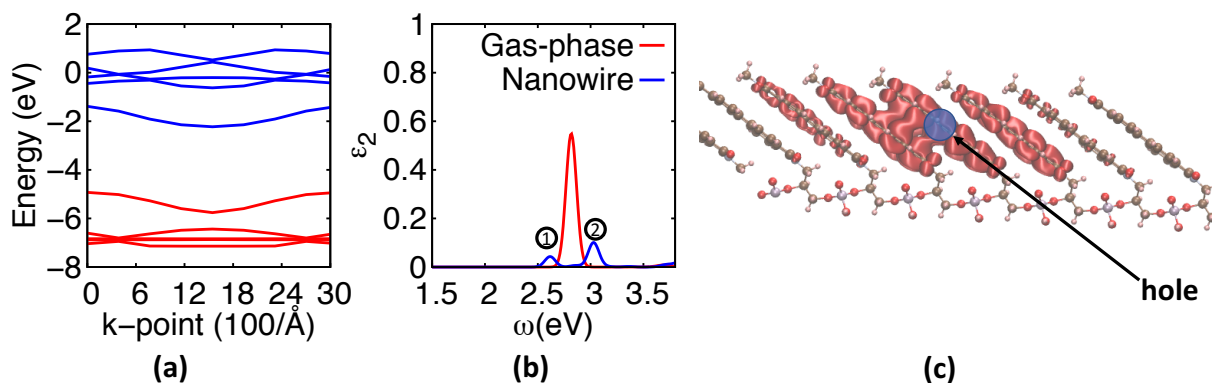 2
0
−2
−4
−6
−8
Energy (eV)
0 6 12 18 24 30
k−point (100/Å)
(a)
1
0.8
0.6
0.4
0.2
0
ε2
Gas−phase
Nanowire
1
2
1.5 2 2.5 3 3.5
ω(eV)
(b)
hole
(c)